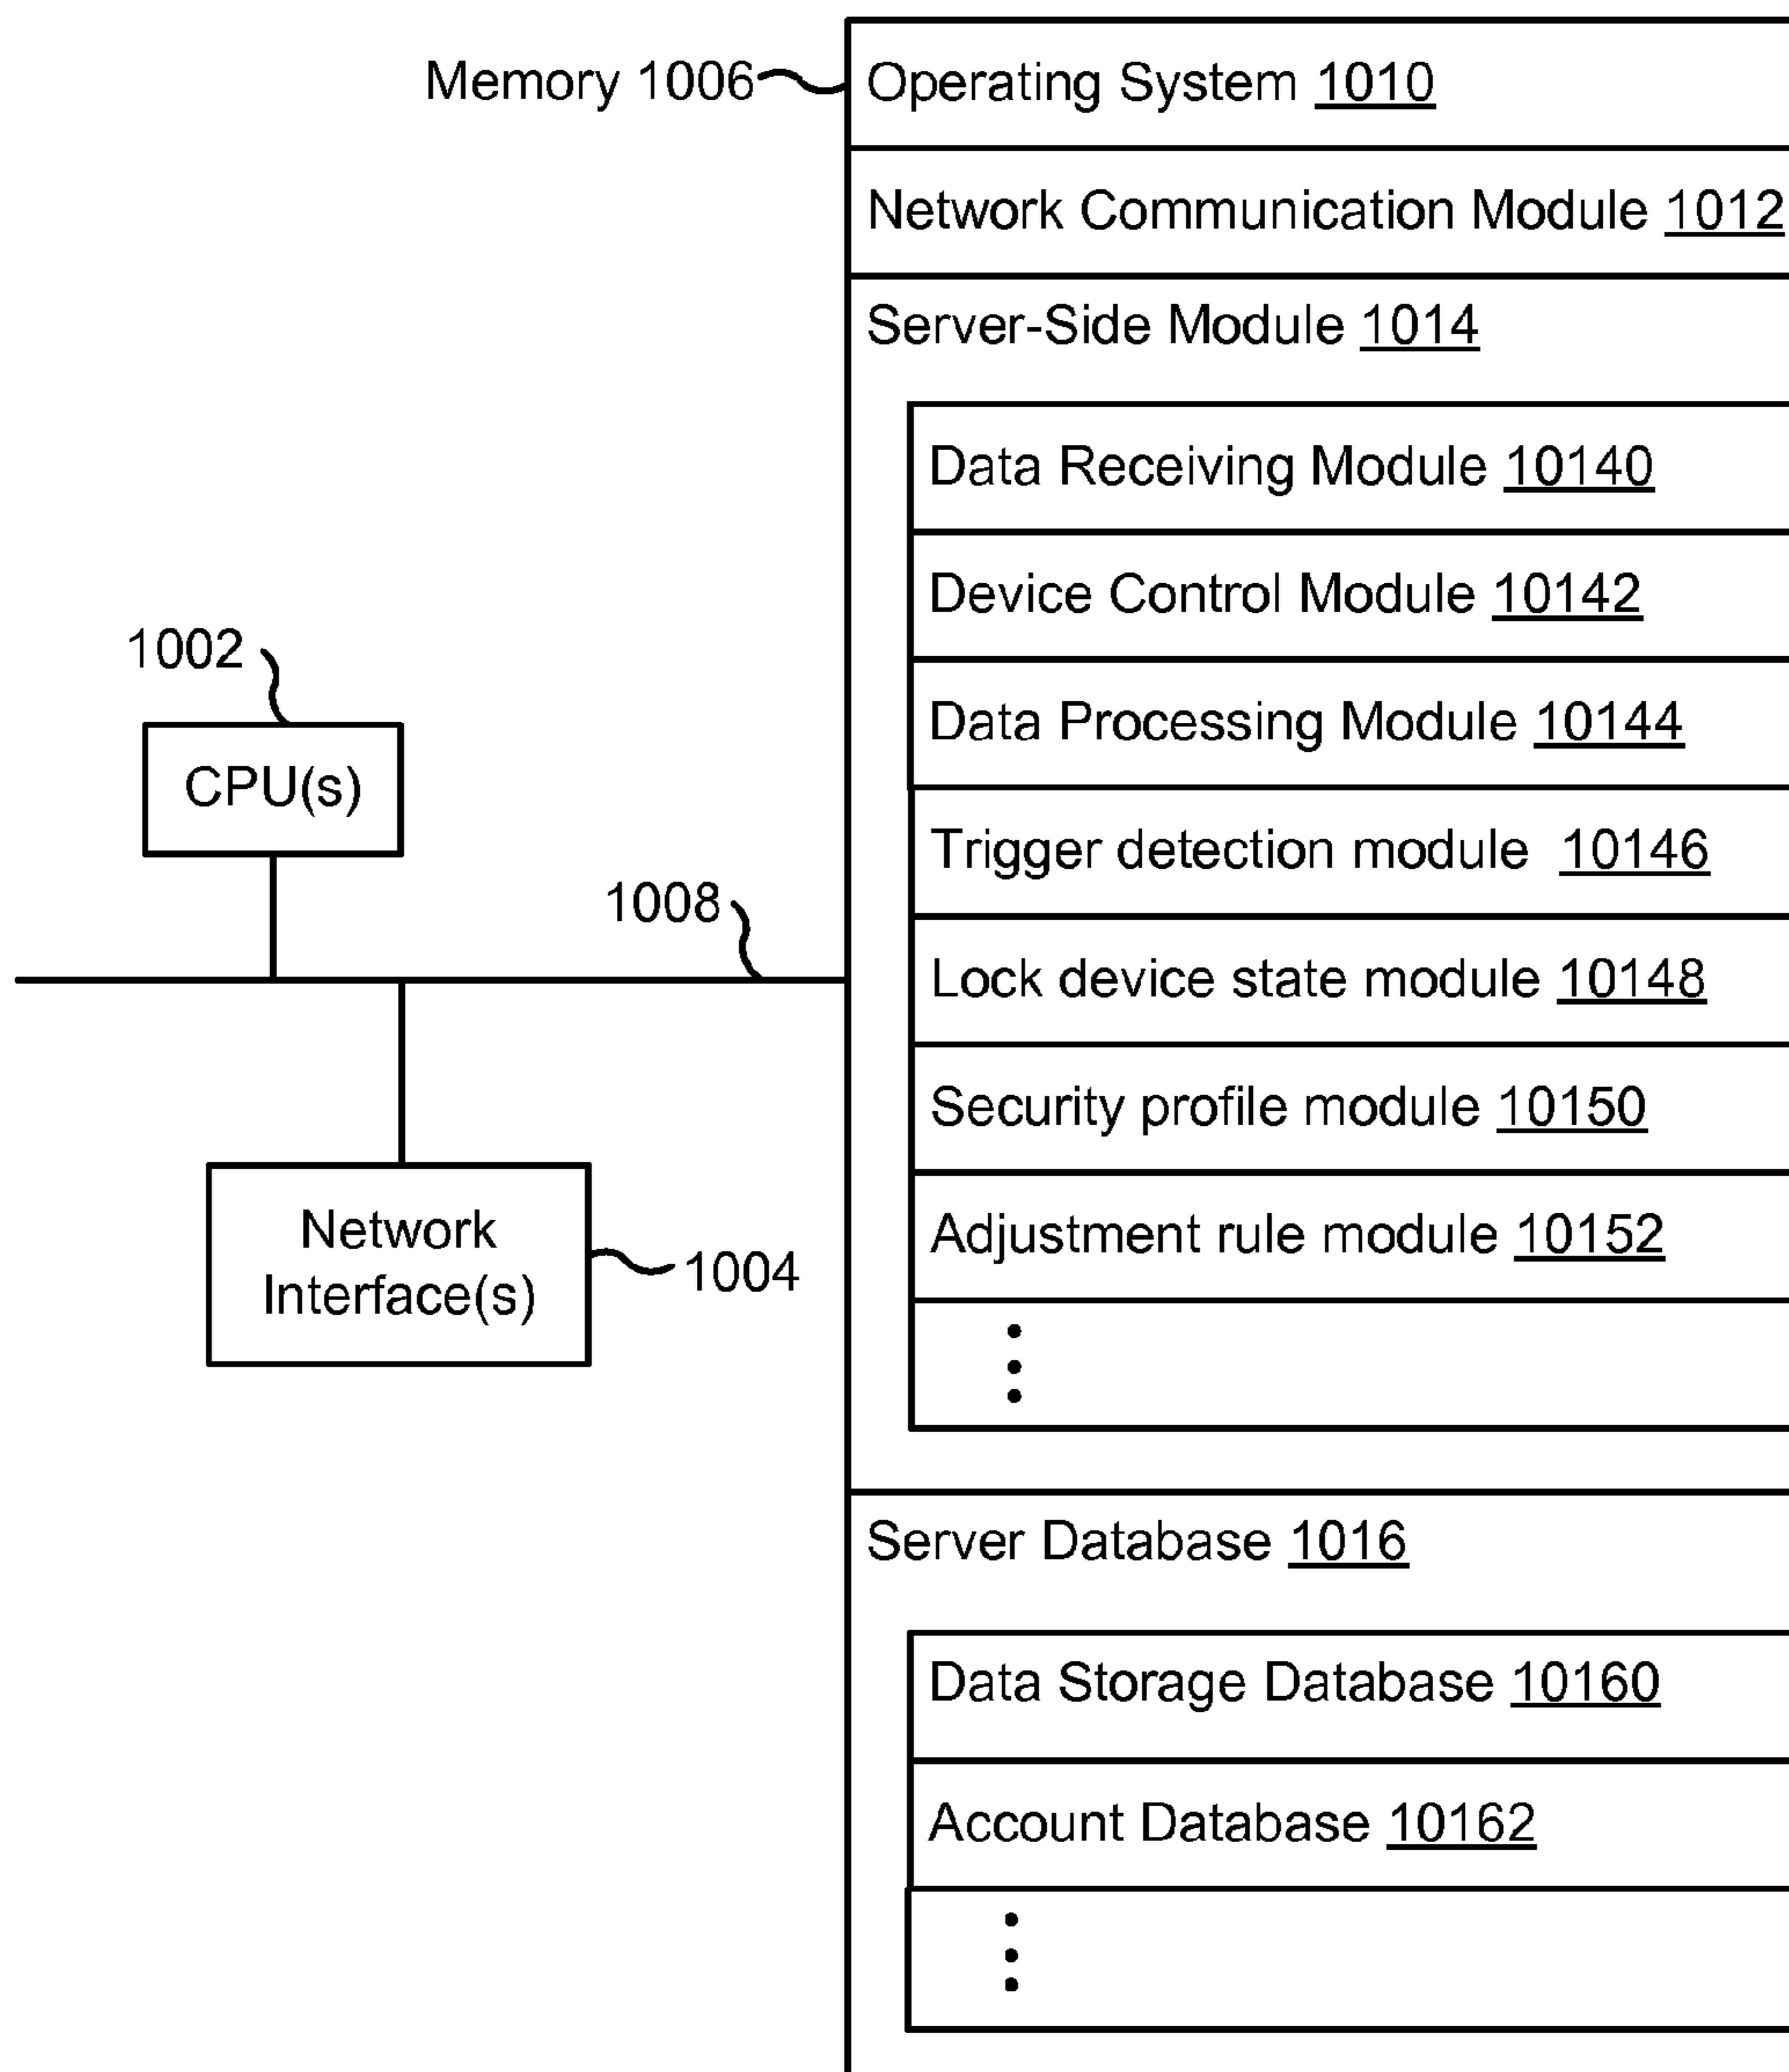 Memory 1006
Operating System 1010
Network Communication Module 1012
Server-Side Module 1014
Data Receiving Module 10140
Device Control Module 10142
Data Processing Module 10144
Trigger detection module 10146
Lock device state module 10148
Security profile module 10150
Adjustment rule module 10152
Server Database 1016
Data Storage Database 10160
Account Database 10162
1002
CPU(s)
1008
Network
Interface(s)
1004